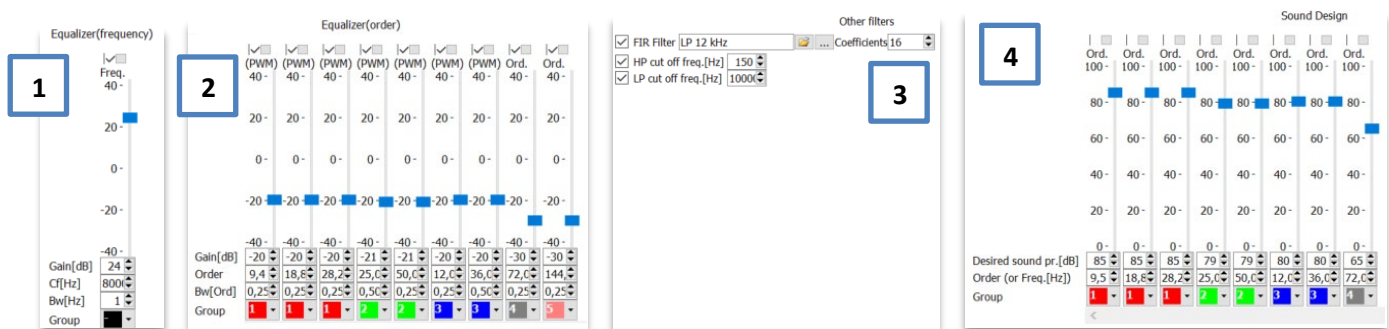 1
Equalizer(frequency)
Freq.
40 -
20 -
0 -
-20 -
-40 -
Gain[dB] 24
Cf[Hz] 8000
Bw[Hz] 1
Group -
2
Equalizer(order)
(PWM) (PWM) (PWM) (PWM) (PWM) (PWM) (PWM) Ord. Ord.
40 - 40 - 40 - 40 - 40 - 40 - 40 - 40 - 40 -
20 - 20 - 20 - 20 - 20 - 20 - 20 - 20 - 20 -
0 - 0 - 0 - 0 - 0 - 0 - 0 - 0 - 0 -
-20 - -20 - -20 - -20 - -20 - -20 - -20 - -20 - -20 -
-40 - -40 - -40 - -40 - -40 - -40 - -40 - -40 - -40 -
Gain[dB] -20 -20 -20 -21 -21 -20 -20 -30 -30
Order 9,4 18,8 28,2 25,0 50,0 12,0 36,0 72,0 144,
Bw[Ord] 0,25 0,25 0,25 0,50 0,50 0,25 0,25 0,25 0,25
Group 1 1 1 2 2 3 3 4 5
Other filters
FIR Filter LP 12 kHz ... Coefficients 16
HP cut off freq.[Hz] 150
LP cut off freq.[Hz] 10000
3
4
Sound Design
Ord. Ord. Ord. Ord. Ord. Ord. Ord. Ord.
100 - 100 - 100 - 100 - 100 - 100 - 100 - 100 -
80 - 80 - 80 - 80 - 80 - 80 - 80 - 80 -
60 - 60 - 60 - 60 - 60 - 60 - 60 - 60 -
40 - 40 - 40 - 40 - 40 - 40 - 40 - 40 -
20 - 20 - 20 - 20 - 20 - 20 - 20 - 20 -
0 - 0 - 0 - 0 - 0 - 0 - 0 - 0 -
Desired sound pr.[dB] 85 85 85 79 79 80 80 65
Order (or Freq.[Hz]) 9,5 18,8 28,2 25,0 50,0 12,0 36,0 72,0
Group 1 1 1 2 2 3 3 4